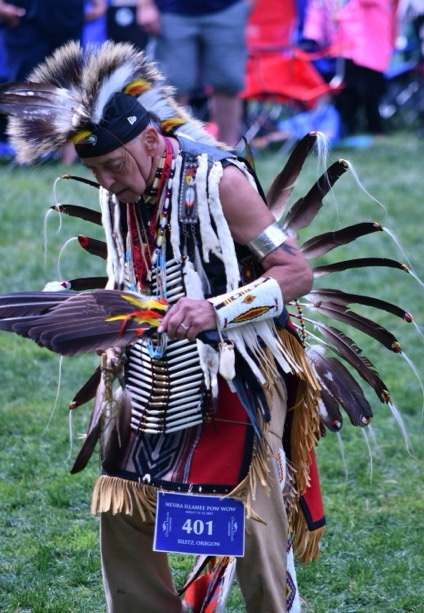 NESIKA ILLAHEE POW WOW
401
SILETZ, OREGON